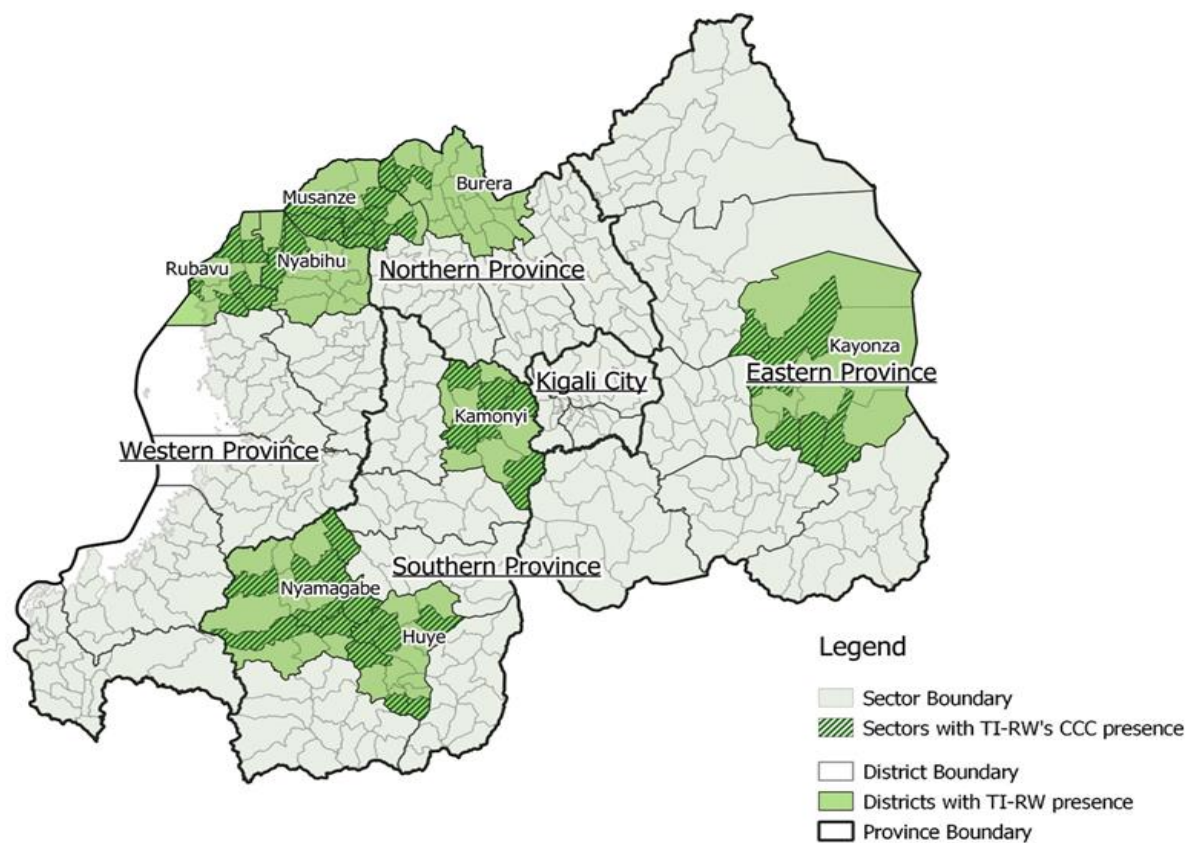 Burera
Musanze
Nyabihu
Rubavu
Northern Province
Kayonza
Eastern Province
Kigali City
Kamonyi
Western Province
Southern Province
Nyamagabe
Huye
Legend
Sector Boundary
Sectors with TI-RW's CCC presence
District Boundary
Districts with TI-RW presence
Province Boundary